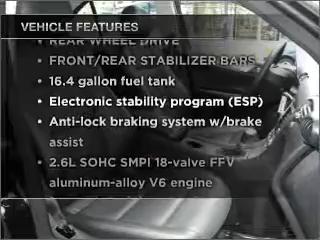 VEHICLE FEATURES
• REAR WHEEL DRIVE
• FRONT/REAR STABILIZER BARS
• 16.4 gallon fuel tank
• Electronic stability program (ESP)
• Anti-lock braking system w/brake
assist
• 2.6L SOHC SMPI 18-valve FFV
aluminum-alloy V6 engine